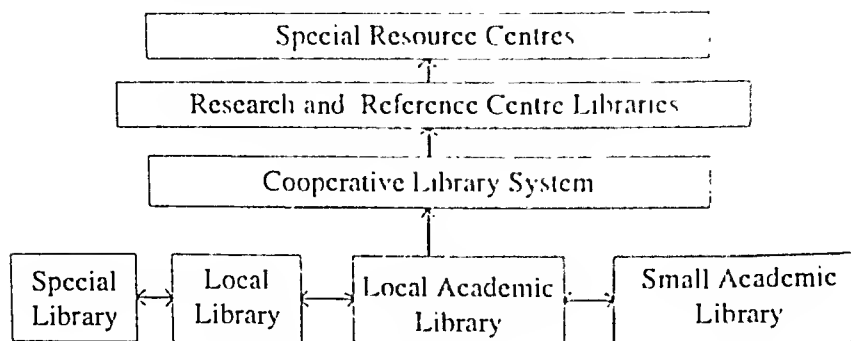 Special Resource Centres
Research and Reference Centre Libraries
Cooperative Library System
Special Library
Local Library
Local Academic Library
Small Academic Library